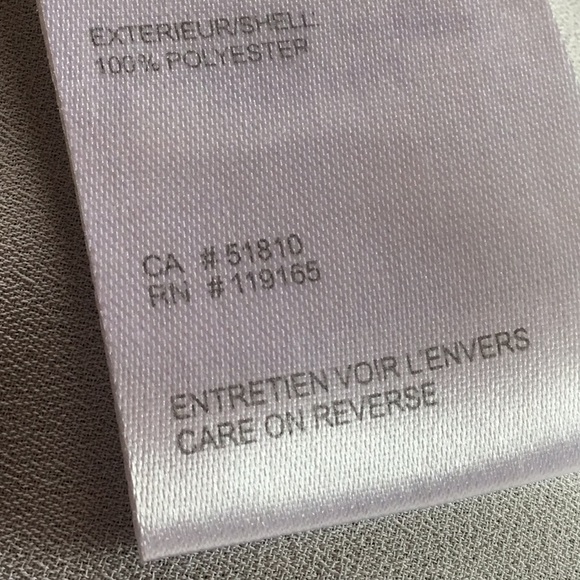 EXTERIEUR/SHELL:
100% POLYESTER
CA # 51810
RN # 119165
ENTRETIEN VOIR L'ENVERS
CARE ON REVERSE